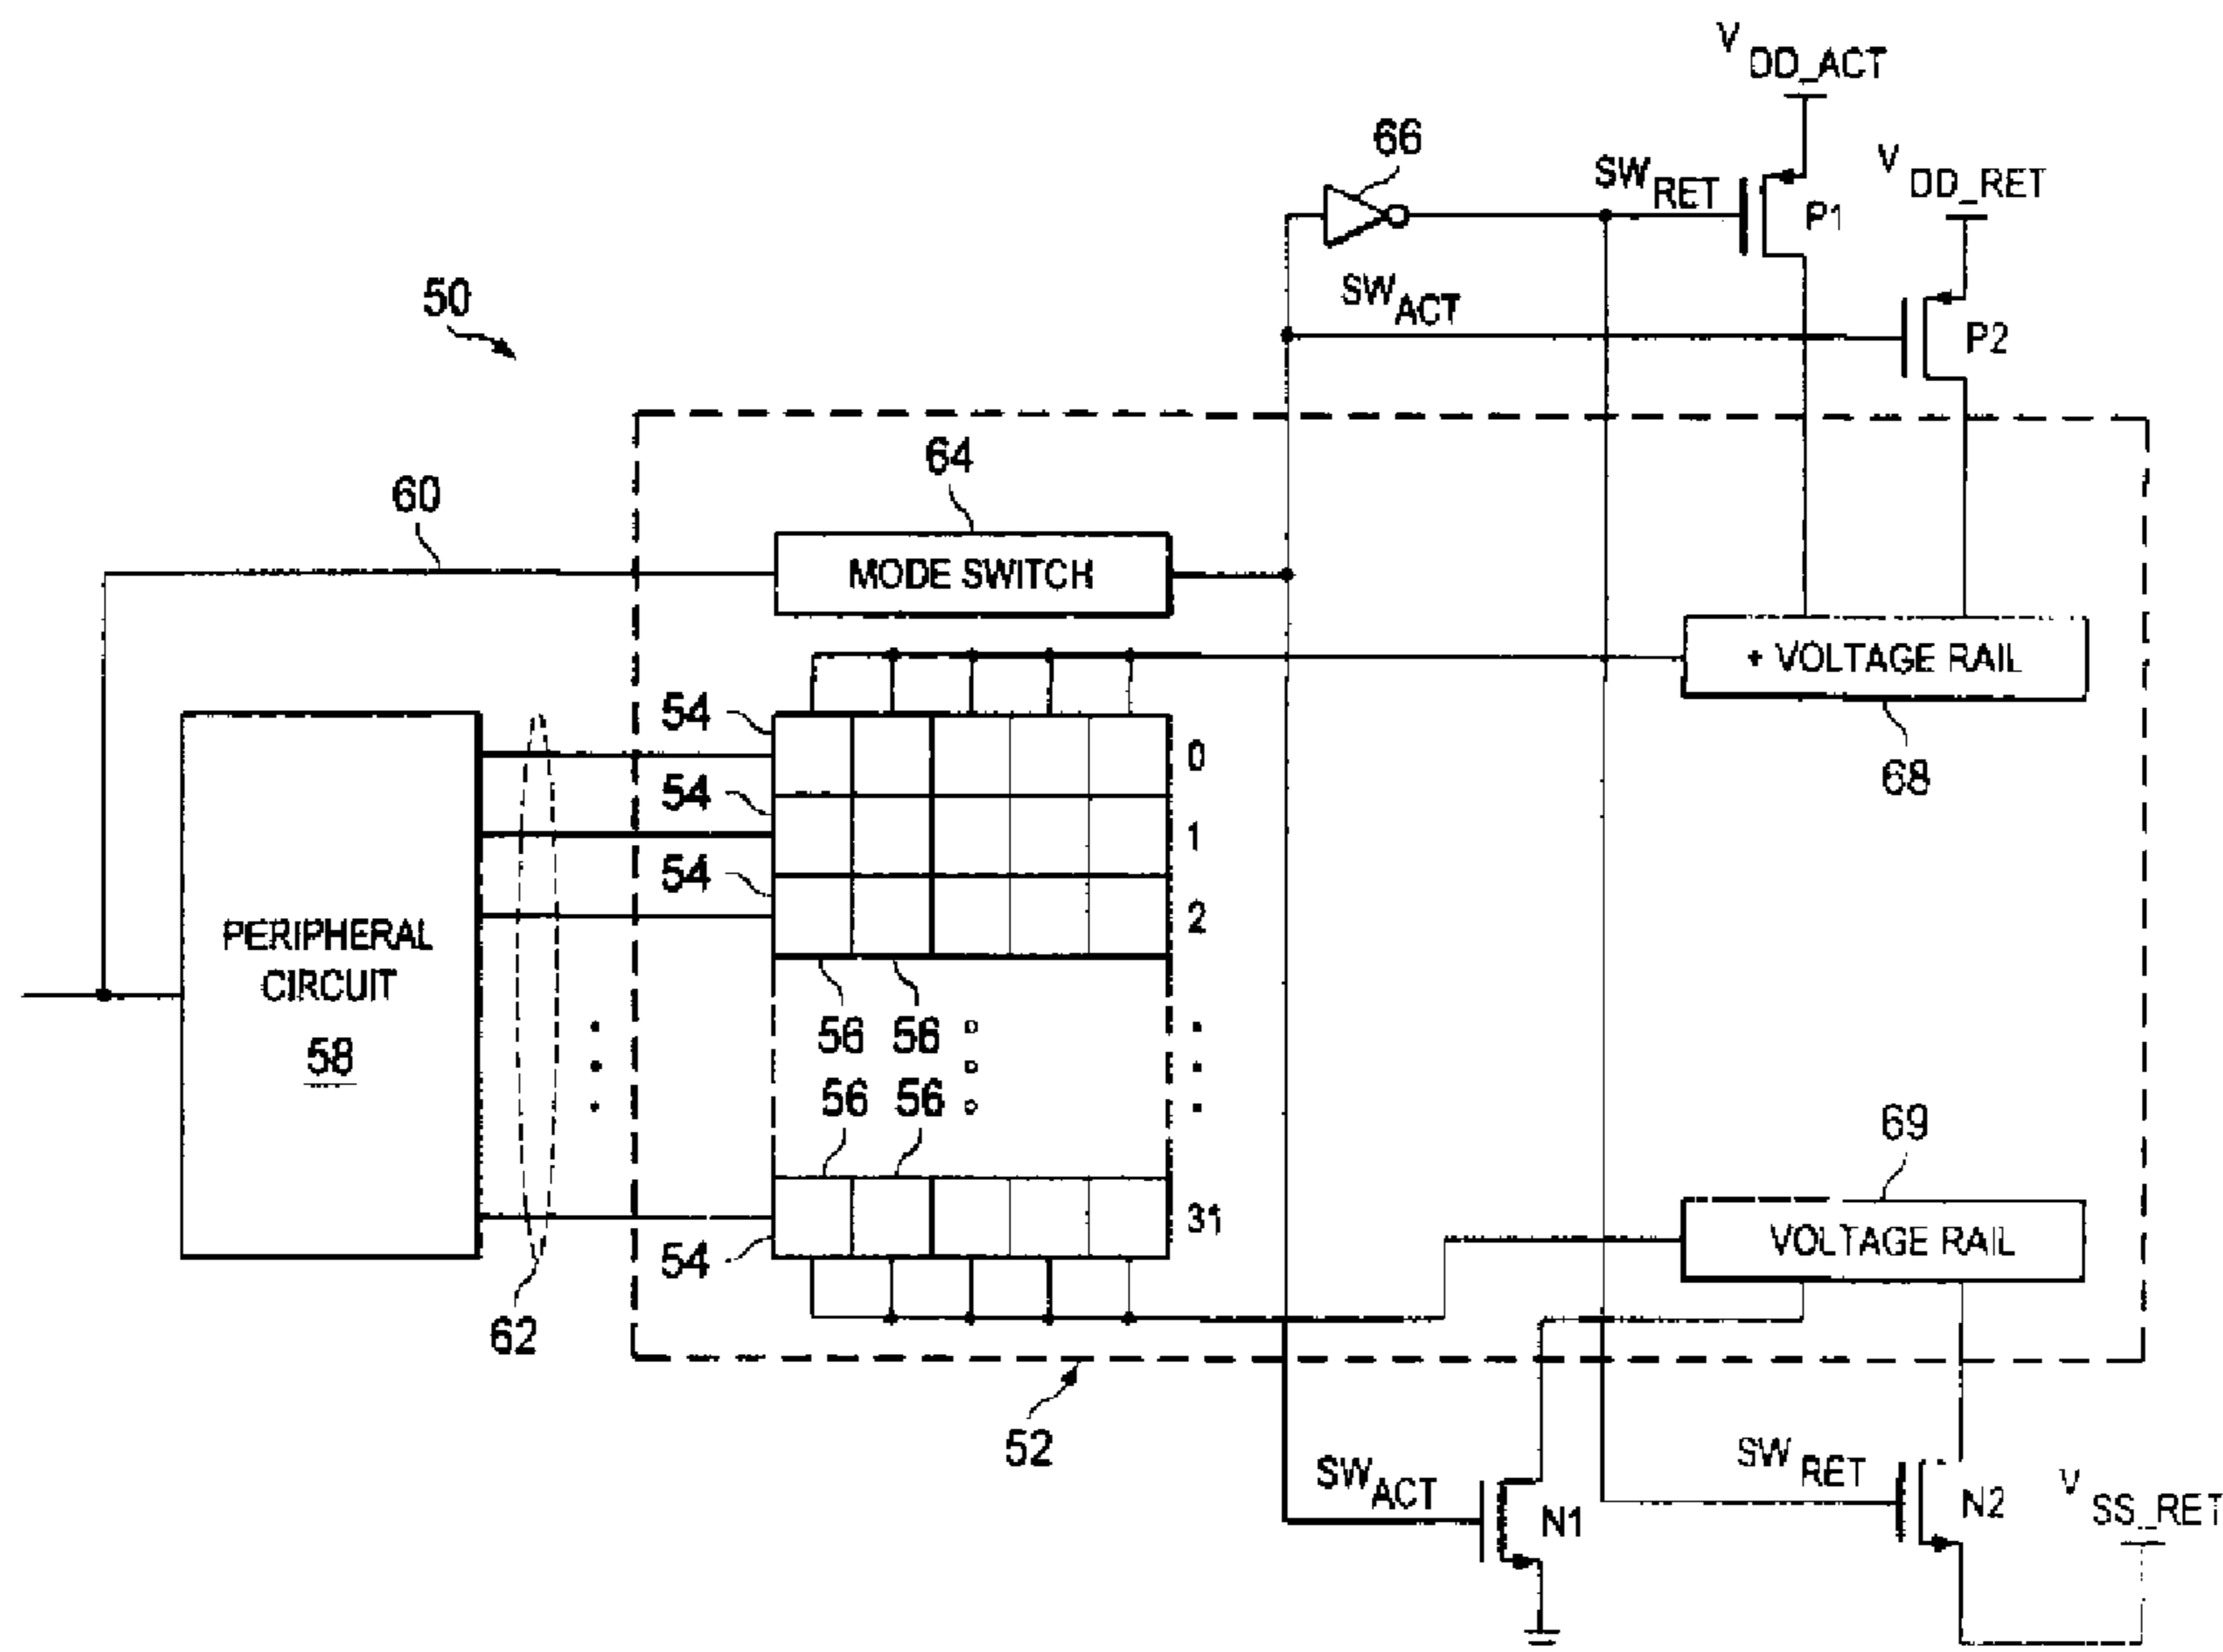 V DD_ACT
66
V DD_RET
SW RET
P1
50
SW ACT
P2
64
60
MODE SWITCH
+ VOLTAGE RAIL
54
0
68
54
1
54
2
PERIPHERAL
CIRCUIT
58
56 56
56 56
69
31
VOLTAGE RAIL
54
62
52
SW ACT
N1
SW RET
N2
V SS_RET